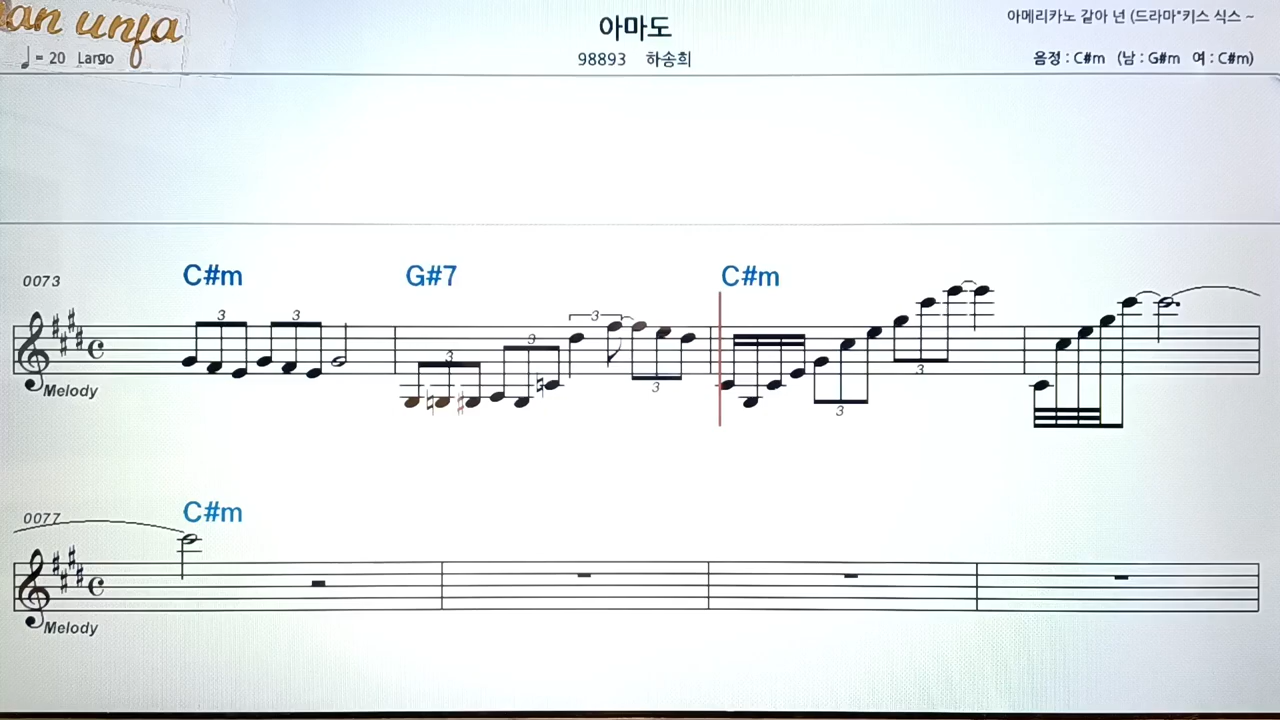 an unfa
아마도
아메리카노 같아 넌 (드라마"키스 식스 ~
♩ = 20 Largo
98893 하송희
음정 : C#m (남 : G#m 여 : C#m)
0073 C#m G#7 C#m
3 3 3 3 3 3 3 3
Melody
0077 C#m
Melody